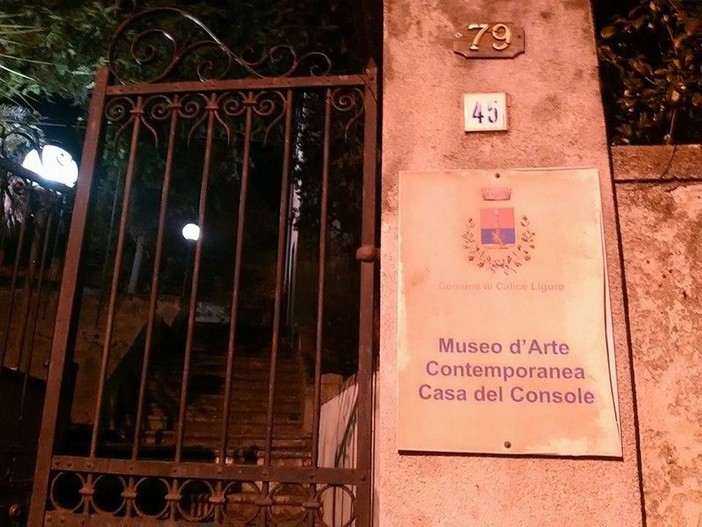 79
45
Comune di Calice Ligure
Museo d'Arte
Contemporanea
Casa del Console